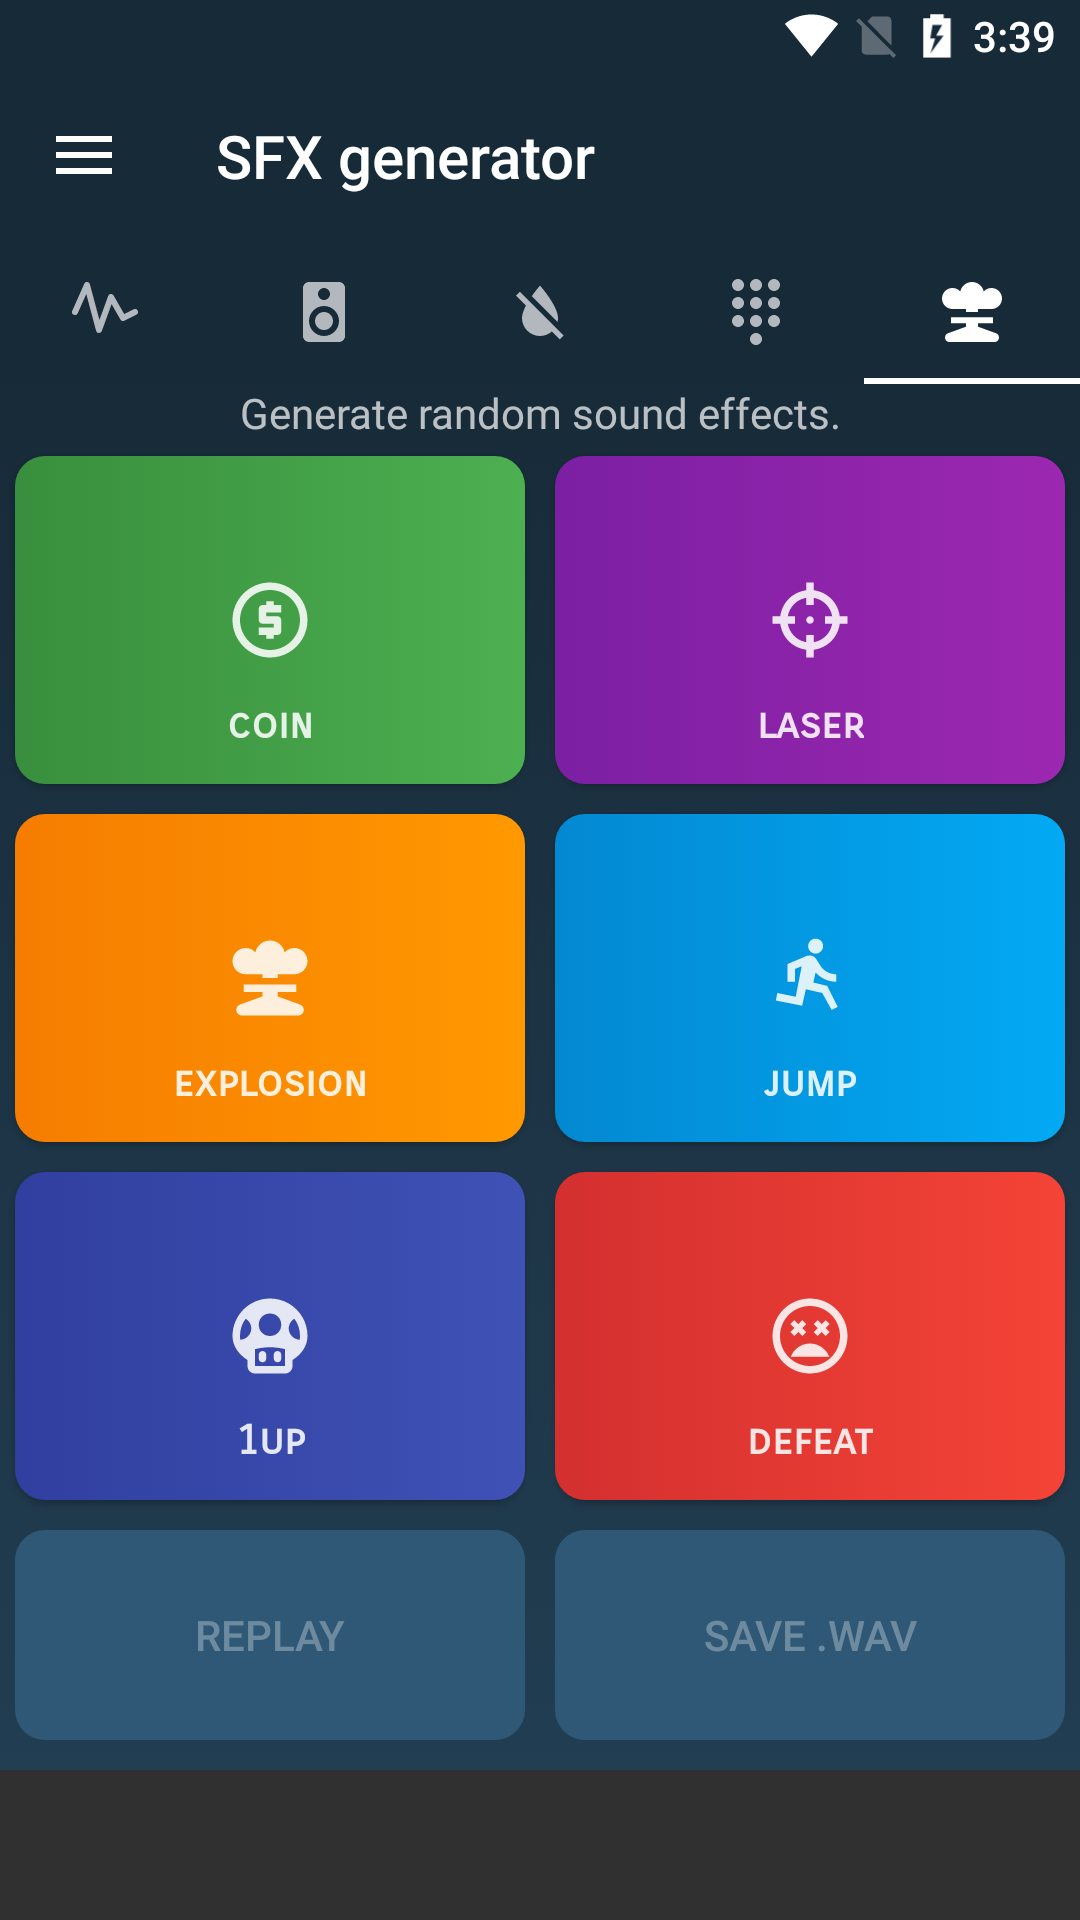 3:39
SFX generator
Generate random sound effects.
COIN
LASER
EXPLOSION
JUMP
1UP
DEFEAT
REPLAY
SAVE .WAV